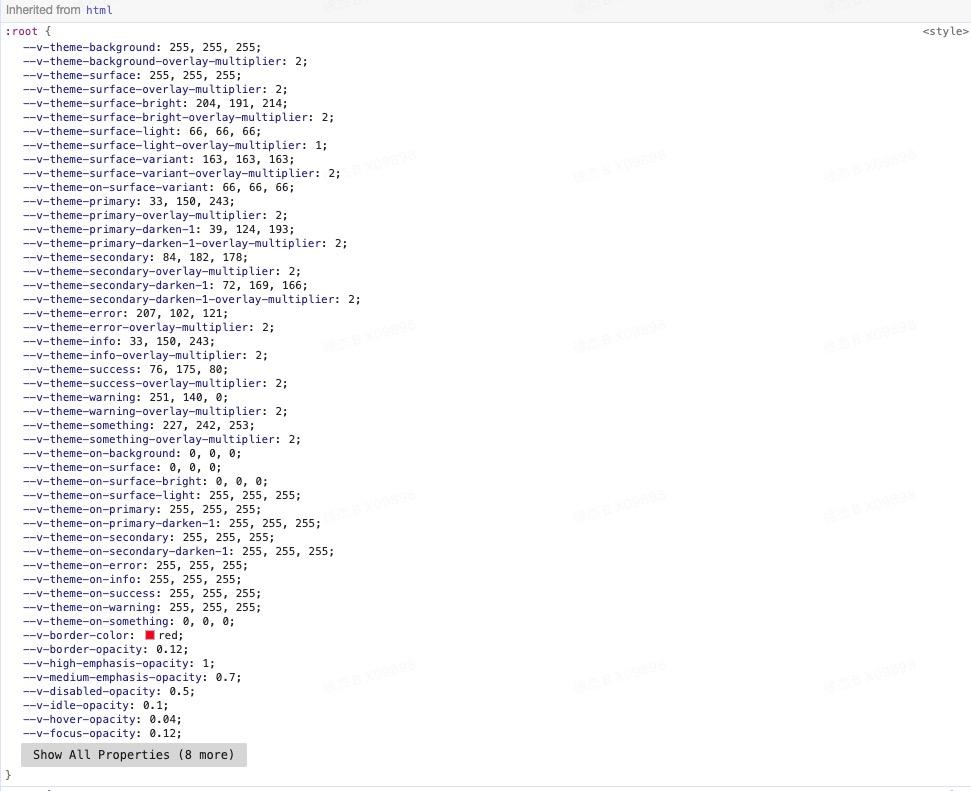 Inherited from html
:root { <style>
--v-theme-background: 255, 255, 255;
--v-theme-background-overlay-multiplier: 2;
--v-theme-surface: 255, 255, 255;
--v-theme-surface-overlay-multiplier: 2;
--v-theme-surface-bright: 204, 191, 214;
--v-theme-surface-bright-overlay-multiplier: 2;
--v-theme-surface-light: 66, 66, 66;
--v-theme-surface-light-overlay-multiplier: 1;
--v-theme-surface-variant: 163, 163, 163;
--v-theme-surface-variant-overlay-multiplier: 2;
--v-theme-on-surface-variant: 66, 66, 66;
--v-theme-primary: 33, 150, 243;
--v-theme-primary-overlay-multiplier: 2;
--v-theme-primary-darken-1: 39, 124, 193;
--v-theme-primary-darken-1-overlay-multiplier: 2;
--v-theme-secondary: 84, 182, 178;
--v-theme-secondary-overlay-multiplier: 2;
--v-theme-secondary-darken-1: 72, 169, 166;
--v-theme-secondary-darken-1-overlay-multiplier: 2;
--v-theme-error: 207, 102, 121;
--v-theme-error-overlay-multiplier: 2;
--v-theme-info: 33, 150, 243;
--v-theme-info-overlay-multiplier: 2;
--v-theme-success: 76, 175, 80;
--v-theme-success-overlay-multiplier: 2;
--v-theme-warning: 251, 140, 0;
--v-theme-warning-overlay-multiplier: 2;
--v-theme-something: 227, 242, 253;
--v-theme-something-overlay-multiplier: 2;
--v-theme-on-background: 0, 0, 0;
--v-theme-on-surface: 0, 0, 0;
--v-theme-on-surface-bright: 0, 0, 0;
--v-theme-on-surface-light: 255, 255, 255;
--v-theme-on-primary: 255, 255, 255;
--v-theme-on-primary-darken-1: 255, 255, 255;
--v-theme-on-secondary: 255, 255, 255;
--v-theme-on-secondary-darken-1: 255, 255, 255;
--v-theme-on-error: 255, 255, 255;
--v-theme-on-info: 255, 255, 255;
--v-theme-on-success: 255, 255, 255;
--v-theme-on-warning: 255, 255, 255;
--v-theme-on-something: 0, 0, 0;
--v-border-color: red;
--v-border-opacity: 0.12;
--v-high-emphasis-opacity: 1;
--v-medium-emphasis-opacity: 0.7;
--v-disabled-opacity: 0.5;
--v-idle-opacity: 0.1;
--v-hover-opacity: 0.04;
--v-focus-opacity: 0.12;
Show All Properties (8 more)
}